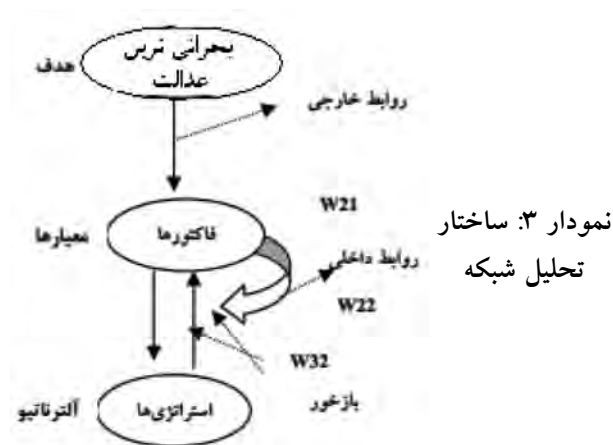 بحرانی ترین
عدالت
هدف
روابط خارجی
W21
فاکتورها
معیارها
روابط داخلی
W22
W32
بازخور
استراتژی‌ها
آلترناتیو
نمودار ۳: ساختار
تحلیل شبکه